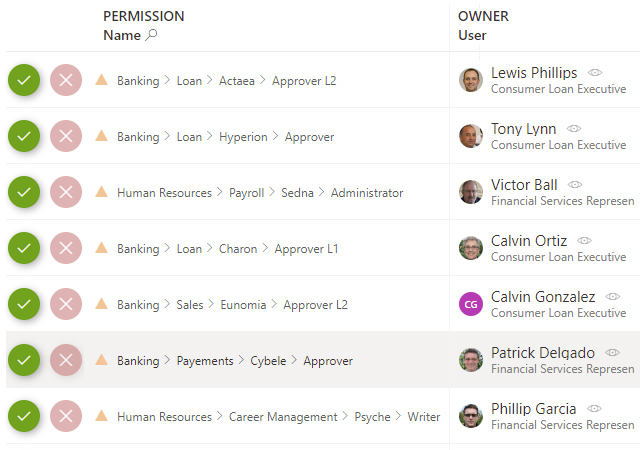 PERMISSION OWNER
Name User
Banking > Loan > Actaea > Approver L2 Lewis Phillips
Consumer Loan Executive
Banking > Loan > Hyperion > Approver Tony Lynn
Consumer Loan Executive
Human Resources > Payroll > Sedna > Administrator Victor Ball
Financial Services Represen
Banking > Loan > Charon > Approver L1 Calvin Ortiz
Consumer Loan Executive
Banking > Sales > Eunomia > Approver L2 CG Calvin Gonzalez
Consumer Loan Executive
Banking > Payements > Cybele > Approver Patrick Delgado
Financial Services Represen
Human Resources > Career Management > Psyche > Writer Phillip Garcia
Financial Services Represen